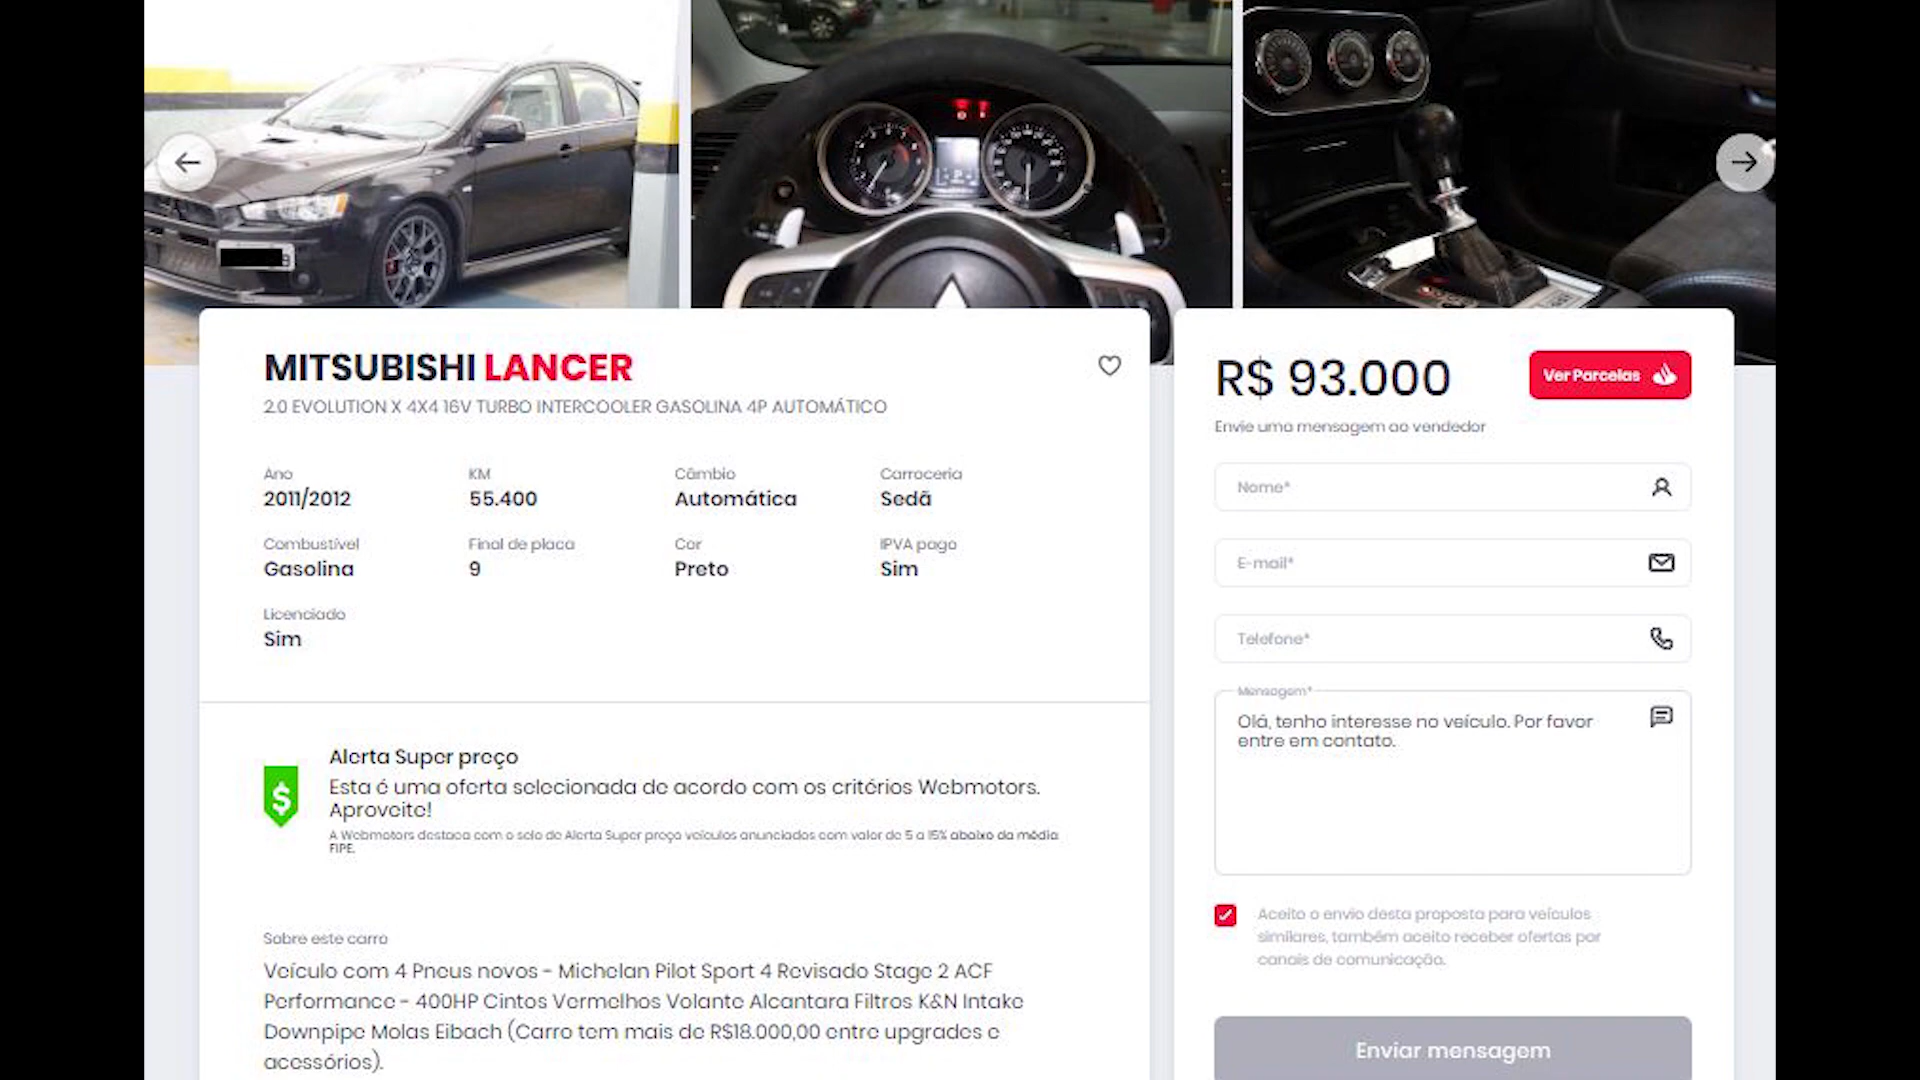 MITSUBISHI LANCER
2.0 EVOLUTION X 4X4 16V TURBO INTERCOOLER GASOLINA 4P AUTOMÁTICO
Ano
2011/2012
KM
55.400
Câmbio
Automática
Carroceria
Sedã
Combustível
Gasolina
Final de placa
9
Cor
Preto
IPVA pago
Sim
Licenciado
Sim
Alerta Super preço
Esta é uma oferta selecionada de acordo com os critérios Webmotors.
Aproveite!
A Webmotors destaca com o selo de Alerta Super preço veículos anunciados com valor de 5 a 15% abaixo da média
FIPE.
Sobre este carro
Veículo com 4 Pneus novos - Michelan Pilot Sport 4 Revisado Stage 2 ACF
Performance - 400HP Cintos Vermelhos Volante Alcantara Filtros K&N Intake
Downpipe Molas Eibach (Carro tem mais de R$18.000,00 entre upgrades e
acessórios).
R$ 93.000
Ver Parcelas
Envie uma mensagem ao vendedor
Nome*
E-mail*
Telefone*
Mensagem*
Olá, tenho interesse no veículo. Por favor
entre em contato.
Aceito o envio desta proposta para veículos
similares, também aceito receber ofertas por
canais de comunicação.
Enviar mensagem